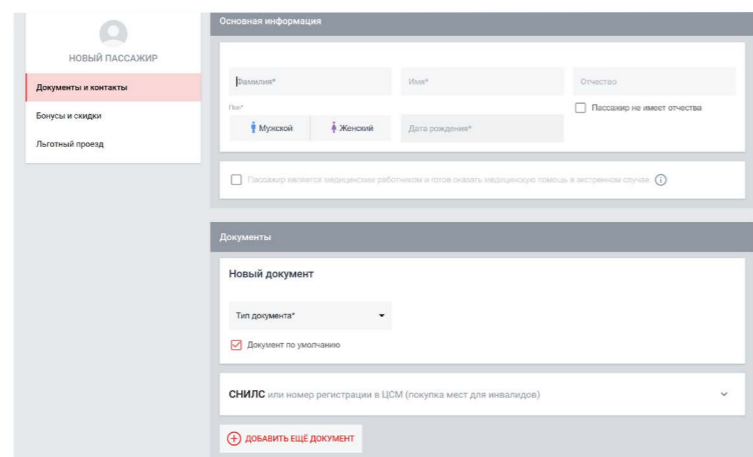 НОВЫЙ ПАССАЖИР
Документы и контакты
Бонусы и скидки
Льготный проезд
Основная информация
Фамилия*
Имя*
Отчество
Пол*
Мужской
Женский
Дата рождения*
Пассажир не имеет отчества
Пассажир является медицинским работником и готов оказать медицинскую помощь в экстренном случае
Документы
Новый документ
Тип документа*
Документ по умолчанию
СНИЛС или номер регистрации в ЦСМ (покупка мест для инвалидов)
ДОБАВИТЬ ЕЩЁ ДОКУМЕНТ